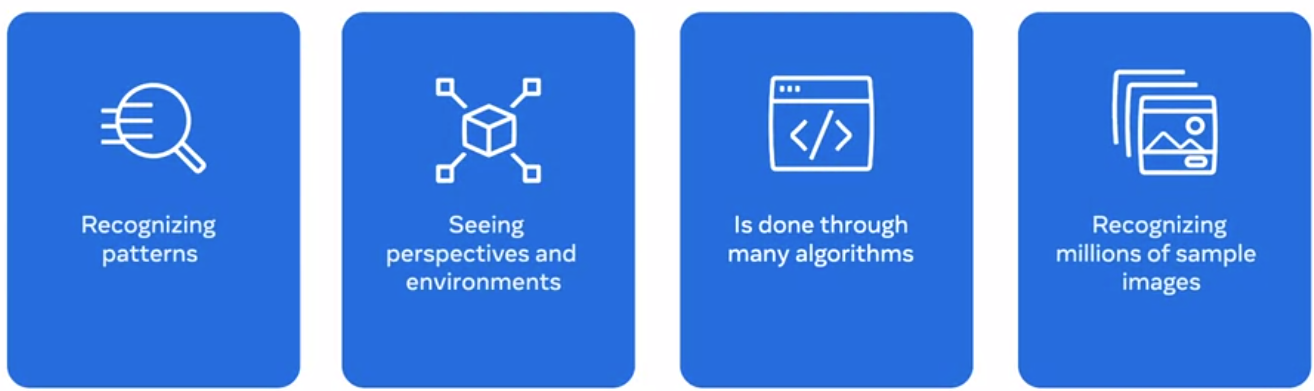 Recognizing
patterns
Seeing
perspectives and
environments
Is done through
many algorithms
Recognizing
millions of sample
images